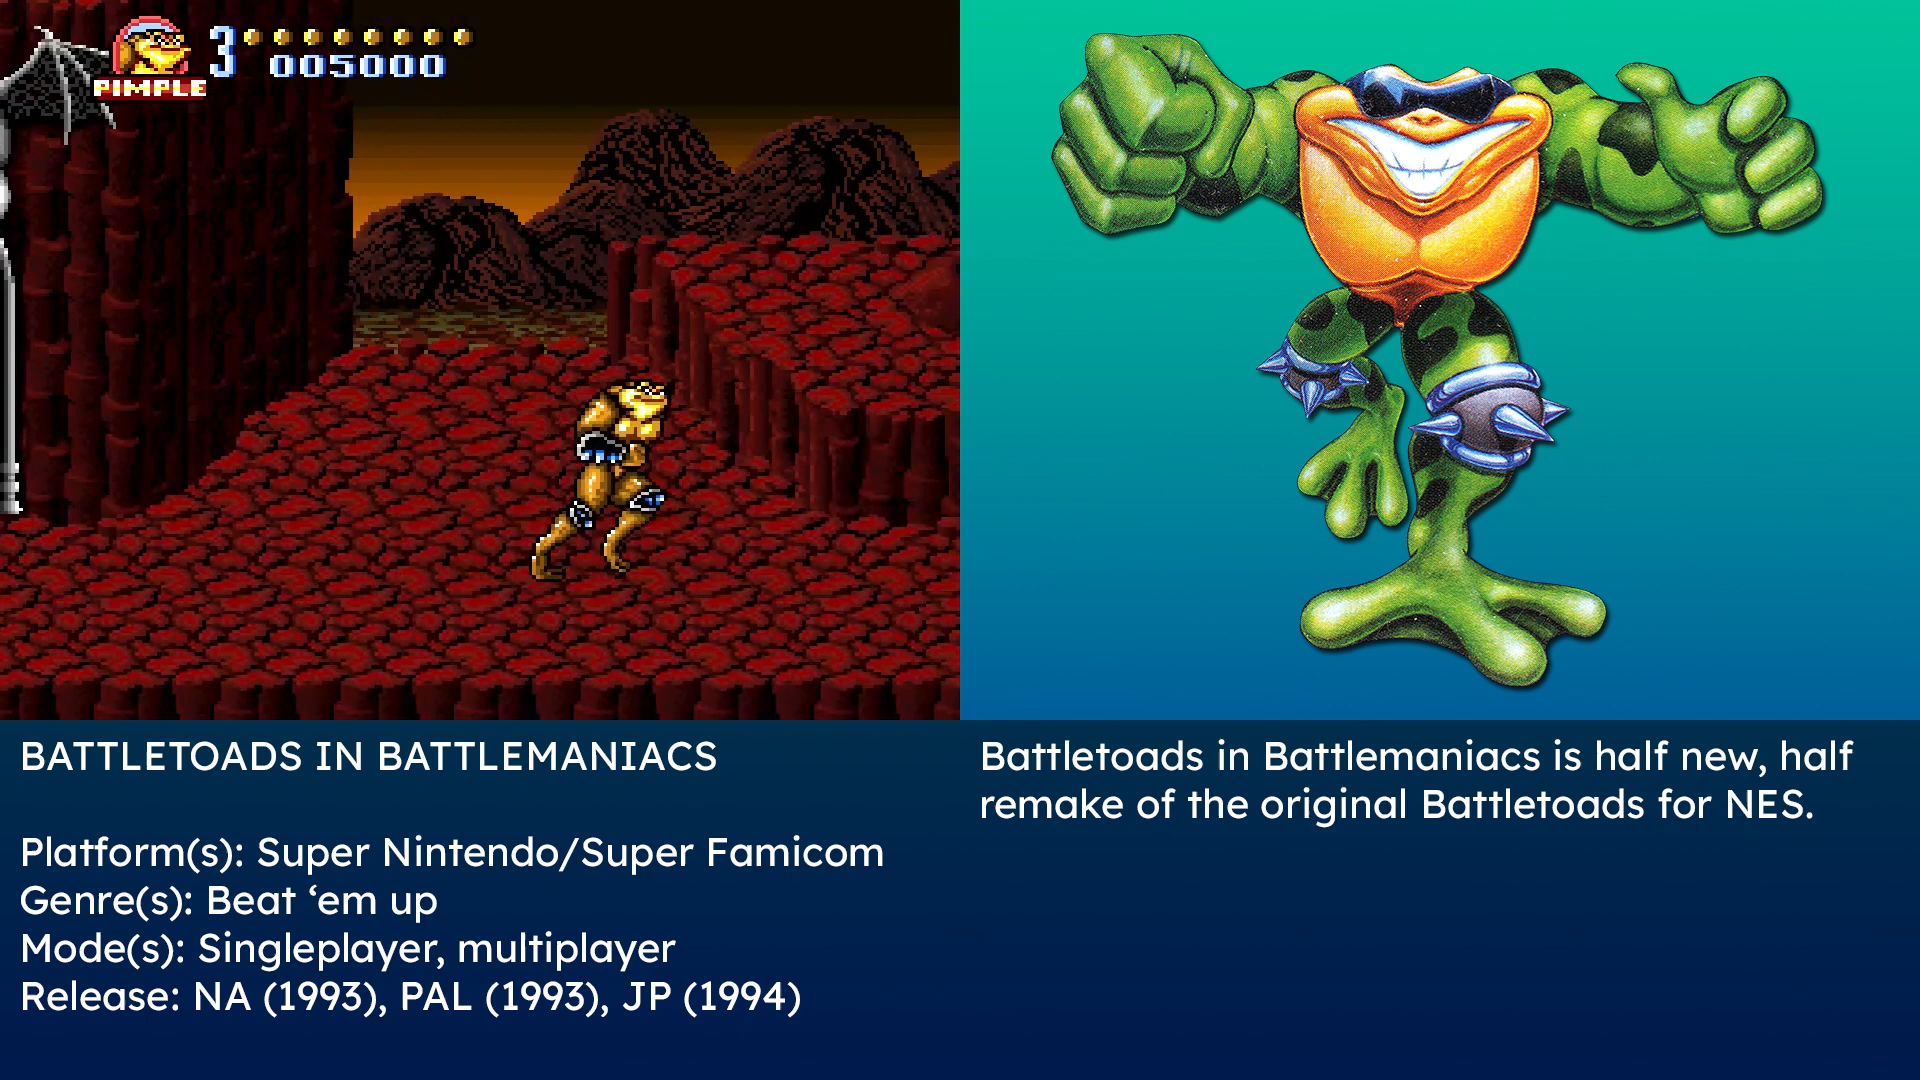 PIMPLE
3
005000
BATTLETOADS IN BATTLEMANIACS
Platform(s): Super Nintendo/Super Famicom
Genre(s): Beat ‘em up
Mode(s): Singleplayer, multiplayer
Release: NA (1993), PAL (1993), JP (1994)
Battletoads in Battlemaniacs is half new, half
remake of the original Battletoads for NES.